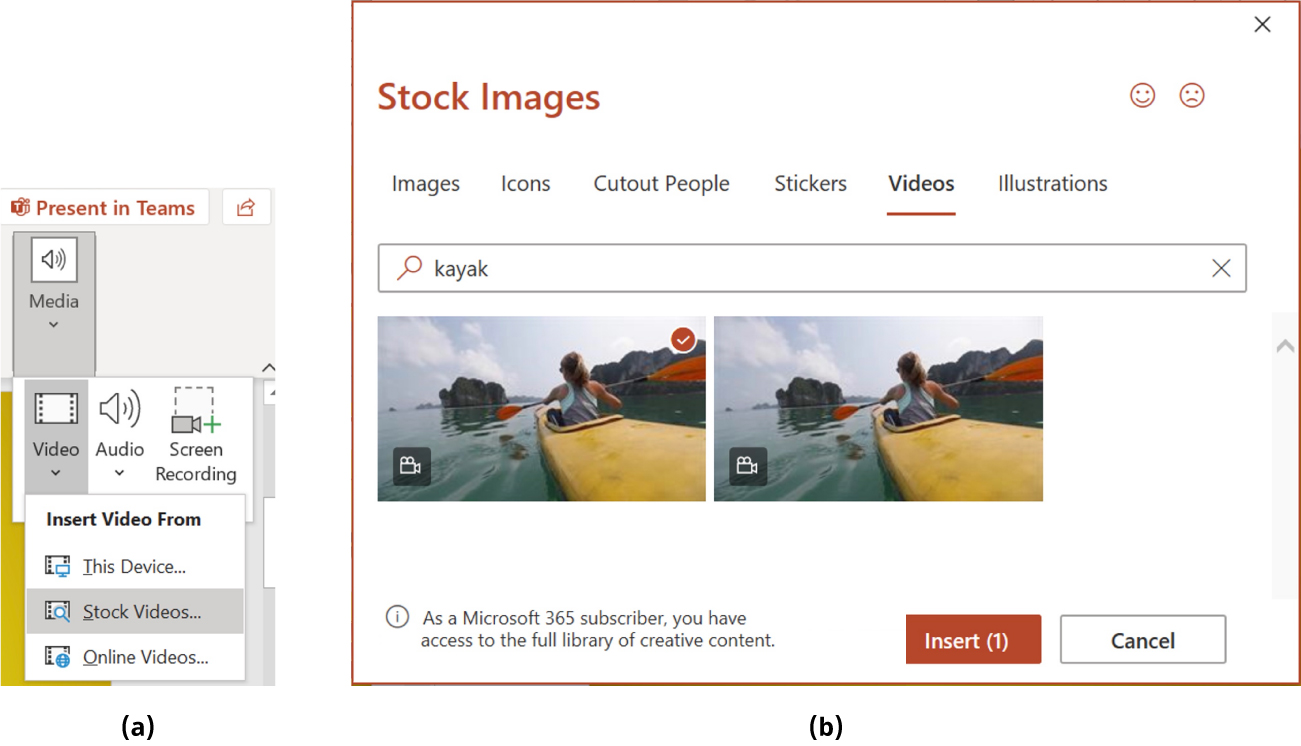 Present in Teams
Media
Video
Audio
Screen
Recording
Insert Video From
This Device...
Stock Videos...
Online Videos...
(a)
Stock Images
Images Icons Cutout People Stickers Videos Illustrations
kayak
As a Microsoft 365 subscriber, you have
access to the full library of creative content.
Insert (1)
Cancel
(b)